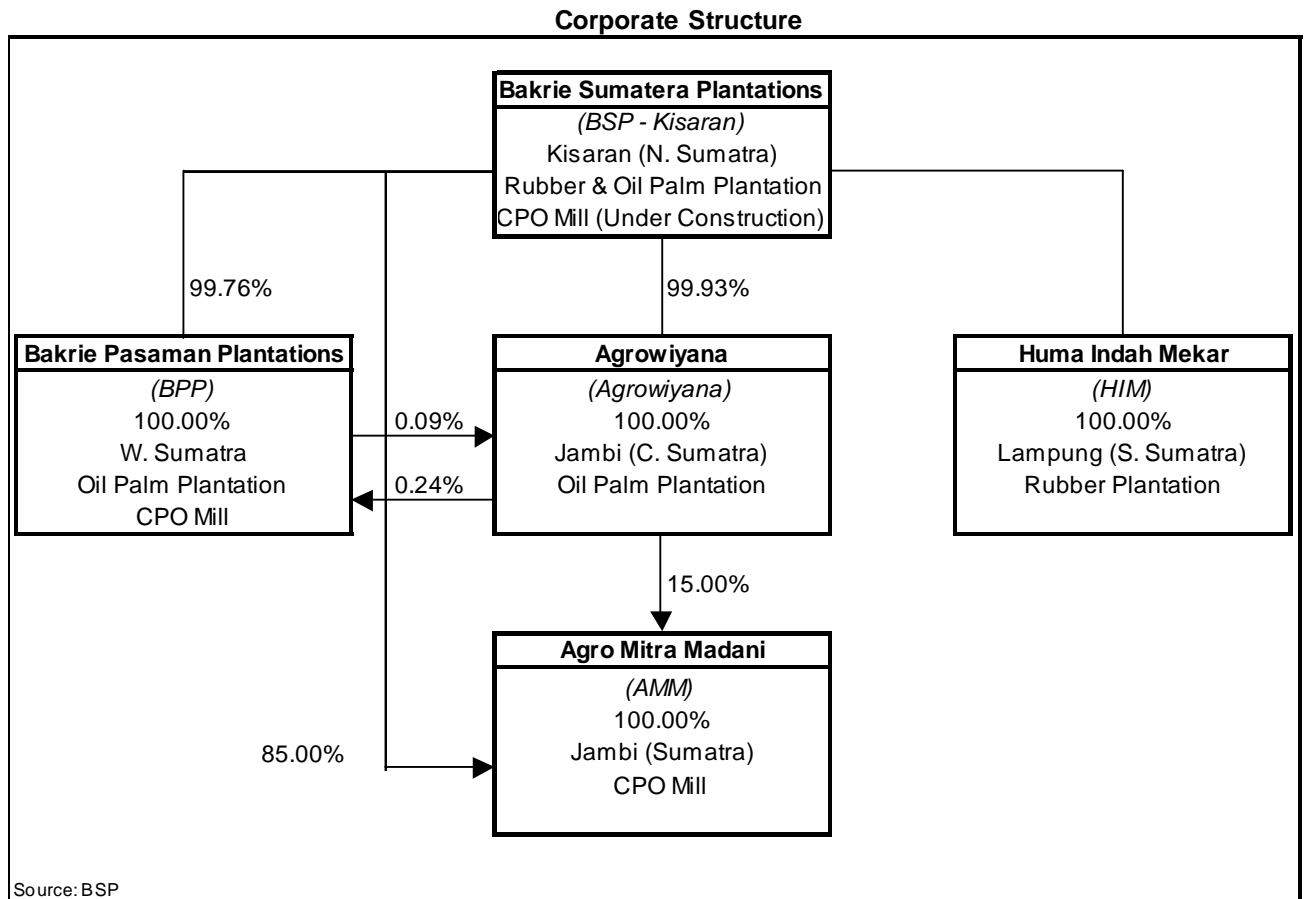 Corporate Structure
Bakrie Sumatera Plantations
(BSP - Kisaran)
Kisaran (N. Sumatra)
Rubber & Oil Palm Plantation
CPO Mill (Under Construction)
99.76%
99.93%
Bakrie Pasaman Plantations
(BPP)
100.00%
W. Sumatra
Oil Palm Plantation
CPO Mill
0.09%
0.24%
Agrowiyana
(Agrowiyana)
100.00%
Jambi (C. Sumatra)
Oil Palm Plantation
Huma Indah Mekar
(HIM)
100.00%
Lampung (S. Sumatra)
Rubber Plantation
15.00%
85.00%
Agro Mitra Madani
(AMM)
100.00%
Jambi (Sumatra)
CPO Mill
Source: BSP